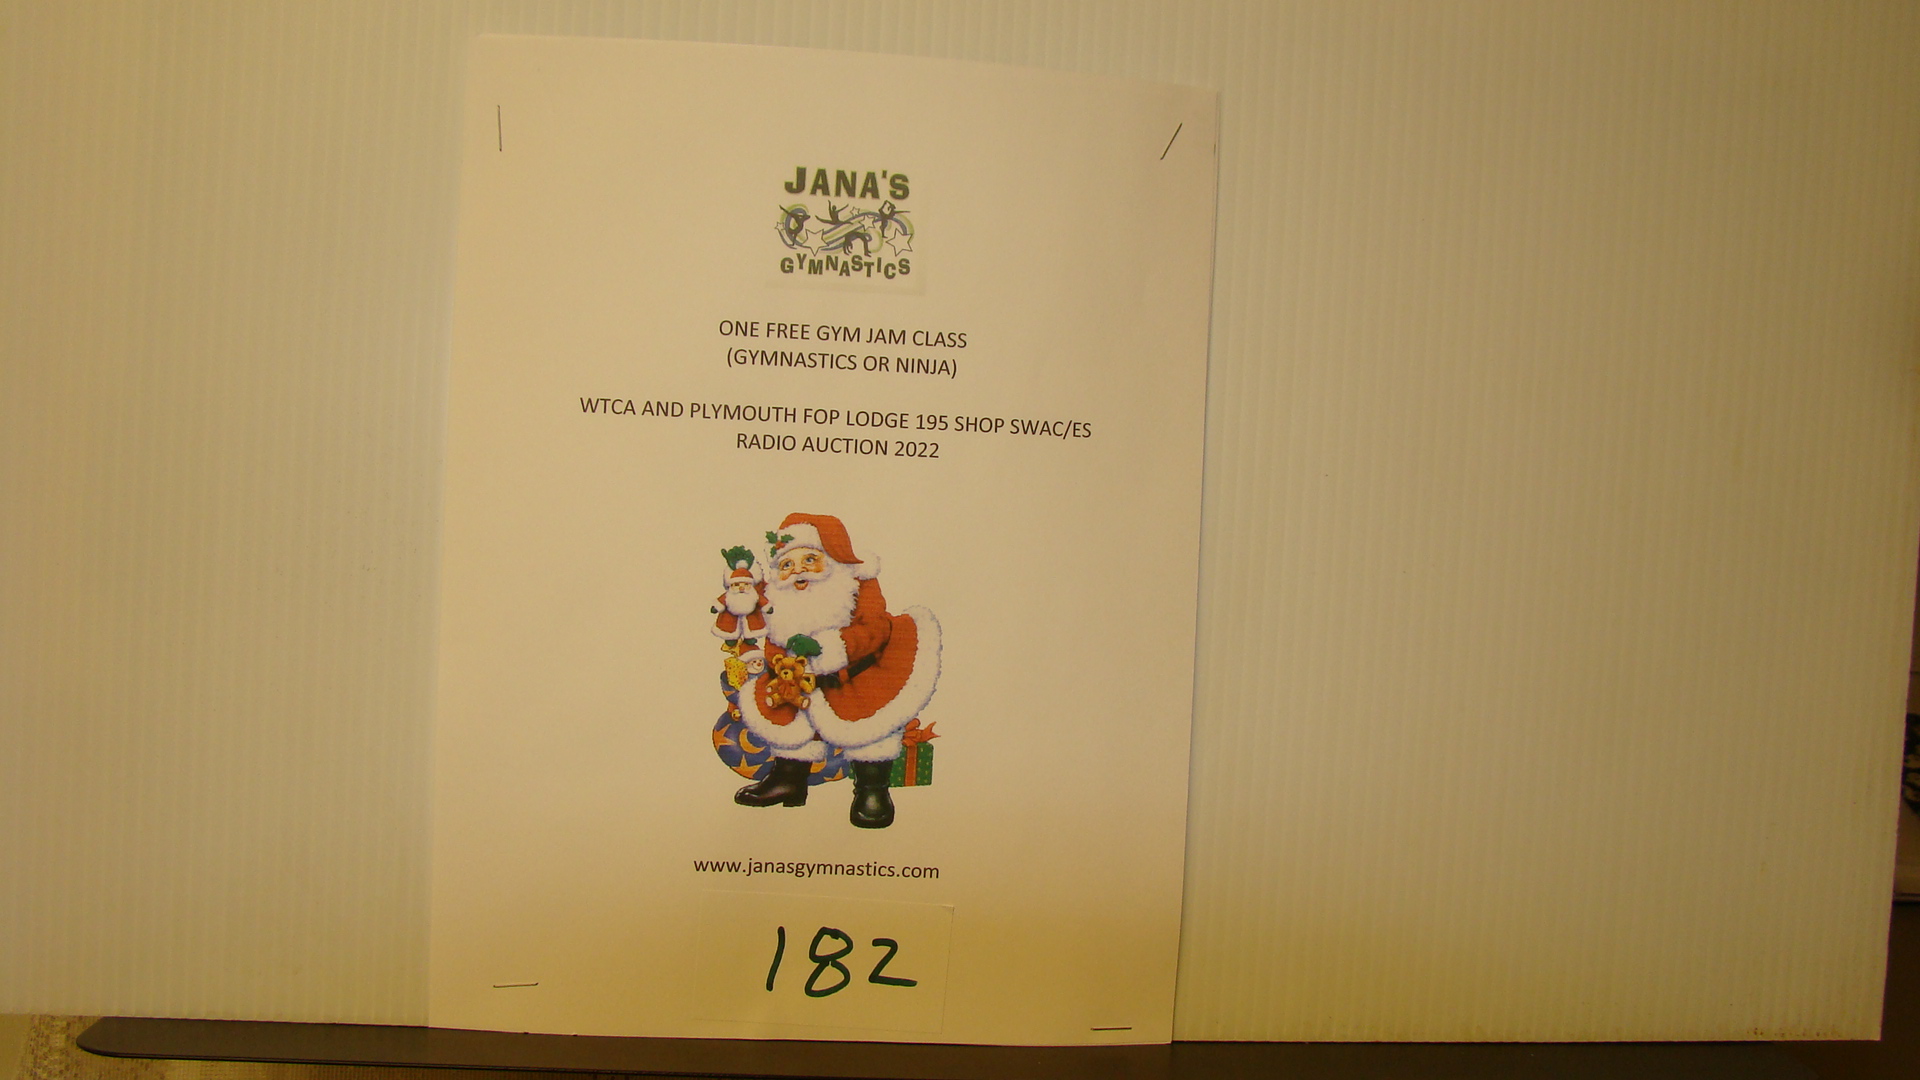 JANA'S
GYMNASTICS
ONE FREE GYM JAM CLASS
(GYMNASTICS OR NINJA)
WTCA AND PLYMOUTH FOP LODGE 195 SHOP SWAC/ES
RADIO AUCTION 2022
www.janasgymnastics.com
182